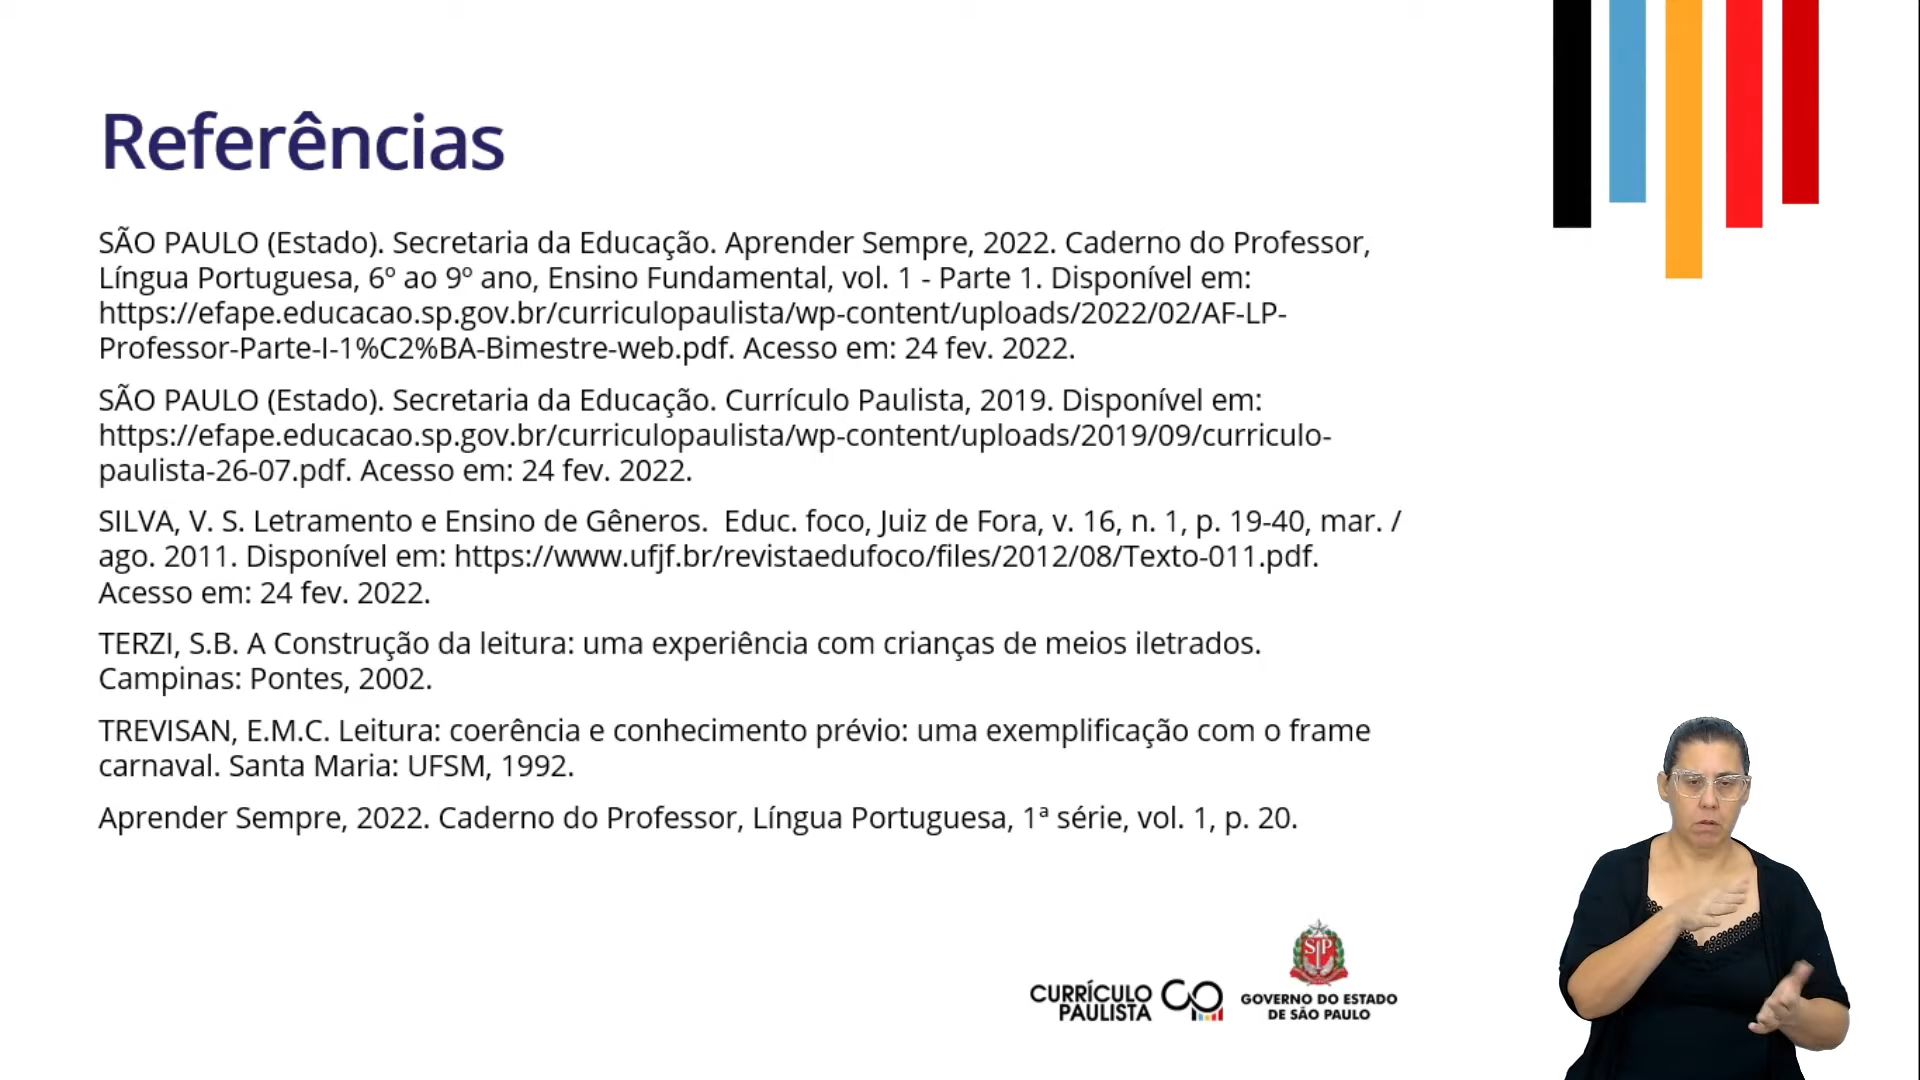 Referências
SÃO PAULO (Estado). Secretaria da Educação. Aprender Sempre, 2022. Caderno do Professor,
Língua Portuguesa, 6º ao 9º ano, Ensino Fundamental, vol. 1 - Parte 1. Disponível em:
https://efape.educacao.sp.gov.br/curriculopaulista/wp-content/uploads/2022/02/AF-LP-
Professor-Parte-I-1%C2%BA-Bimestre-web.pdf. Acesso em: 24 fev. 2022.
SÃO PAULO (Estado). Secretaria da Educação. Currículo Paulista, 2019. Disponível em:
https://efape.educacao.sp.gov.br/curriculopaulista/wp-content/uploads/2019/09/curriculo-
paulista-26-07.pdf. Acesso em: 24 fev. 2022.
SILVA, V. S. Letramento e Ensino de Gêneros.  Educ. foco, Juiz de Fora, v. 16, n. 1, p. 19-40, mar. /
ago. 2011. Disponível em: https://www.ufjf.br/revistaedufoco/files/2012/08/Texto-011.pdf.
Acesso em: 24 fev. 2022.
TERZI, S.B. A Construção da leitura: uma experiência com crianças de meios iletrados.
Campinas: Pontes, 2002.
TREVISAN, E.M.C. Leitura: coerência e conhecimento prévio: uma exemplificação com o frame
carnaval. Santa Maria: UFSM, 1992.
Aprender Sempre, 2022. Caderno do Professor, Língua Portuguesa, 1ª série, vol. 1, p. 20.
CURRÍCULO
PAULISTA
SP
GOVERNO DO ESTADO
DE SÃO PAULO